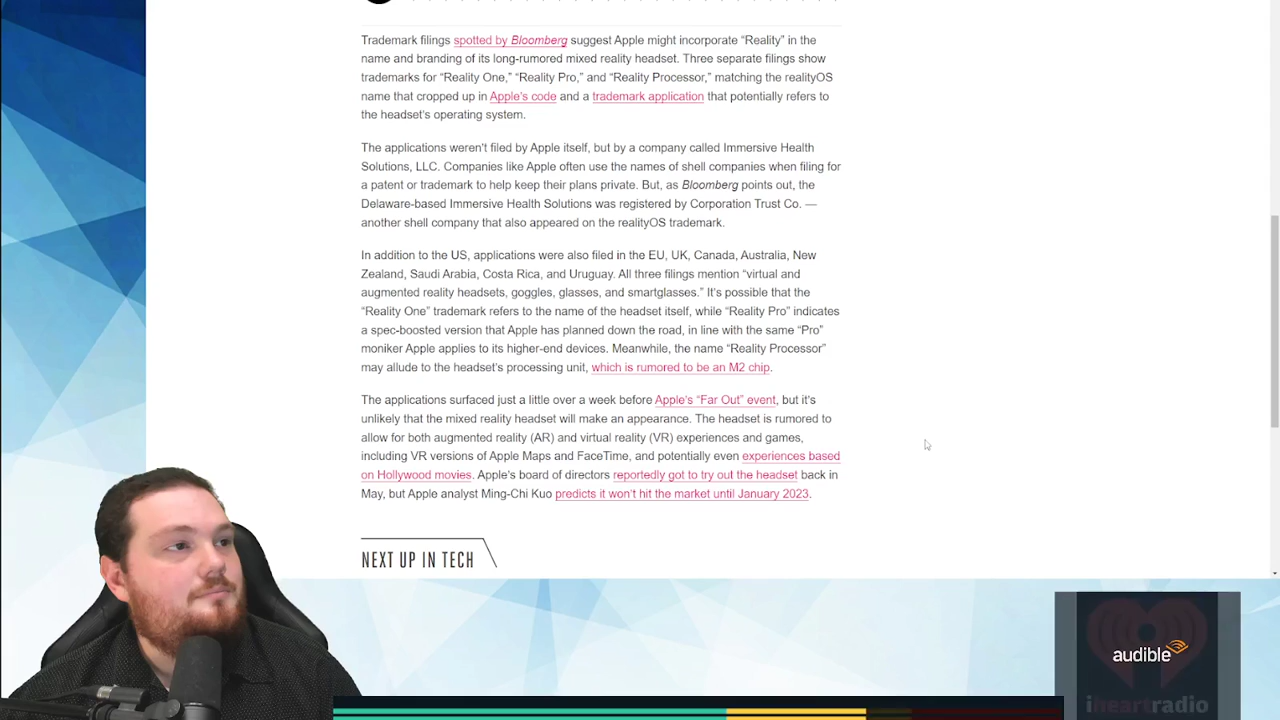 Trademark filings spotted by Bloomberg suggest Apple might incorporate “Reality” in the
name and branding of its long-rumored mixed reality headset. Three separate filings show
trademarks for “Reality One,” “Reality Pro,” and “Reality Processor,” matching the realityOS
name that cropped up in Apple's code and a trademark application that potentially refers to
the headset's operating system.
The applications weren't filed by Apple itself, but by a company called Immersive Health
Solutions, LLC. Companies like Apple often use the names of shell companies when filing for
a patent or trademark to help keep their plans private. But, as Bloomberg points out, the
Delaware-based Immersive Health Solutions was registered by Corporation Trust Co. —
another shell company that also appeared on the realityOS trademark.
In addition to the US, applications were also filed in the EU, UK, Canada, Australia, New
Zealand, Saudi Arabia, Costa Rica, and Uruguay. All three filings mention “virtual and
augmented reality headsets, goggles, glasses, and smartglasses.” It's possible that the
“Reality One” trademark refers to the name of the headset itself, while “Reality Pro” indicates
a spec-boosted version that Apple has planned down the road, in line with the same “Pro”
moniker Apple applies to its higher-end devices. Meanwhile, the name “Reality Processor”
may allude to the headset's processing unit, which is rumored to be an M2 chip.
The applications surfaced just a little over a week before Apple's “Far Out” event, but it's
unlikely that the mixed reality headset will make an appearance. The headset is rumored to
allow for both augmented reality (AR) and virtual reality (VR) experiences and games,
including VR versions of Apple Maps and FaceTime, and potentially even experiences based
on Hollywood movies. Apple's board of directors reportedly got to try out the headset back in
May, but Apple analyst Ming-Chi Kuo predicts it won't hit the market until January 2023.
NEXT UP IN TECH
audible
iheartradio